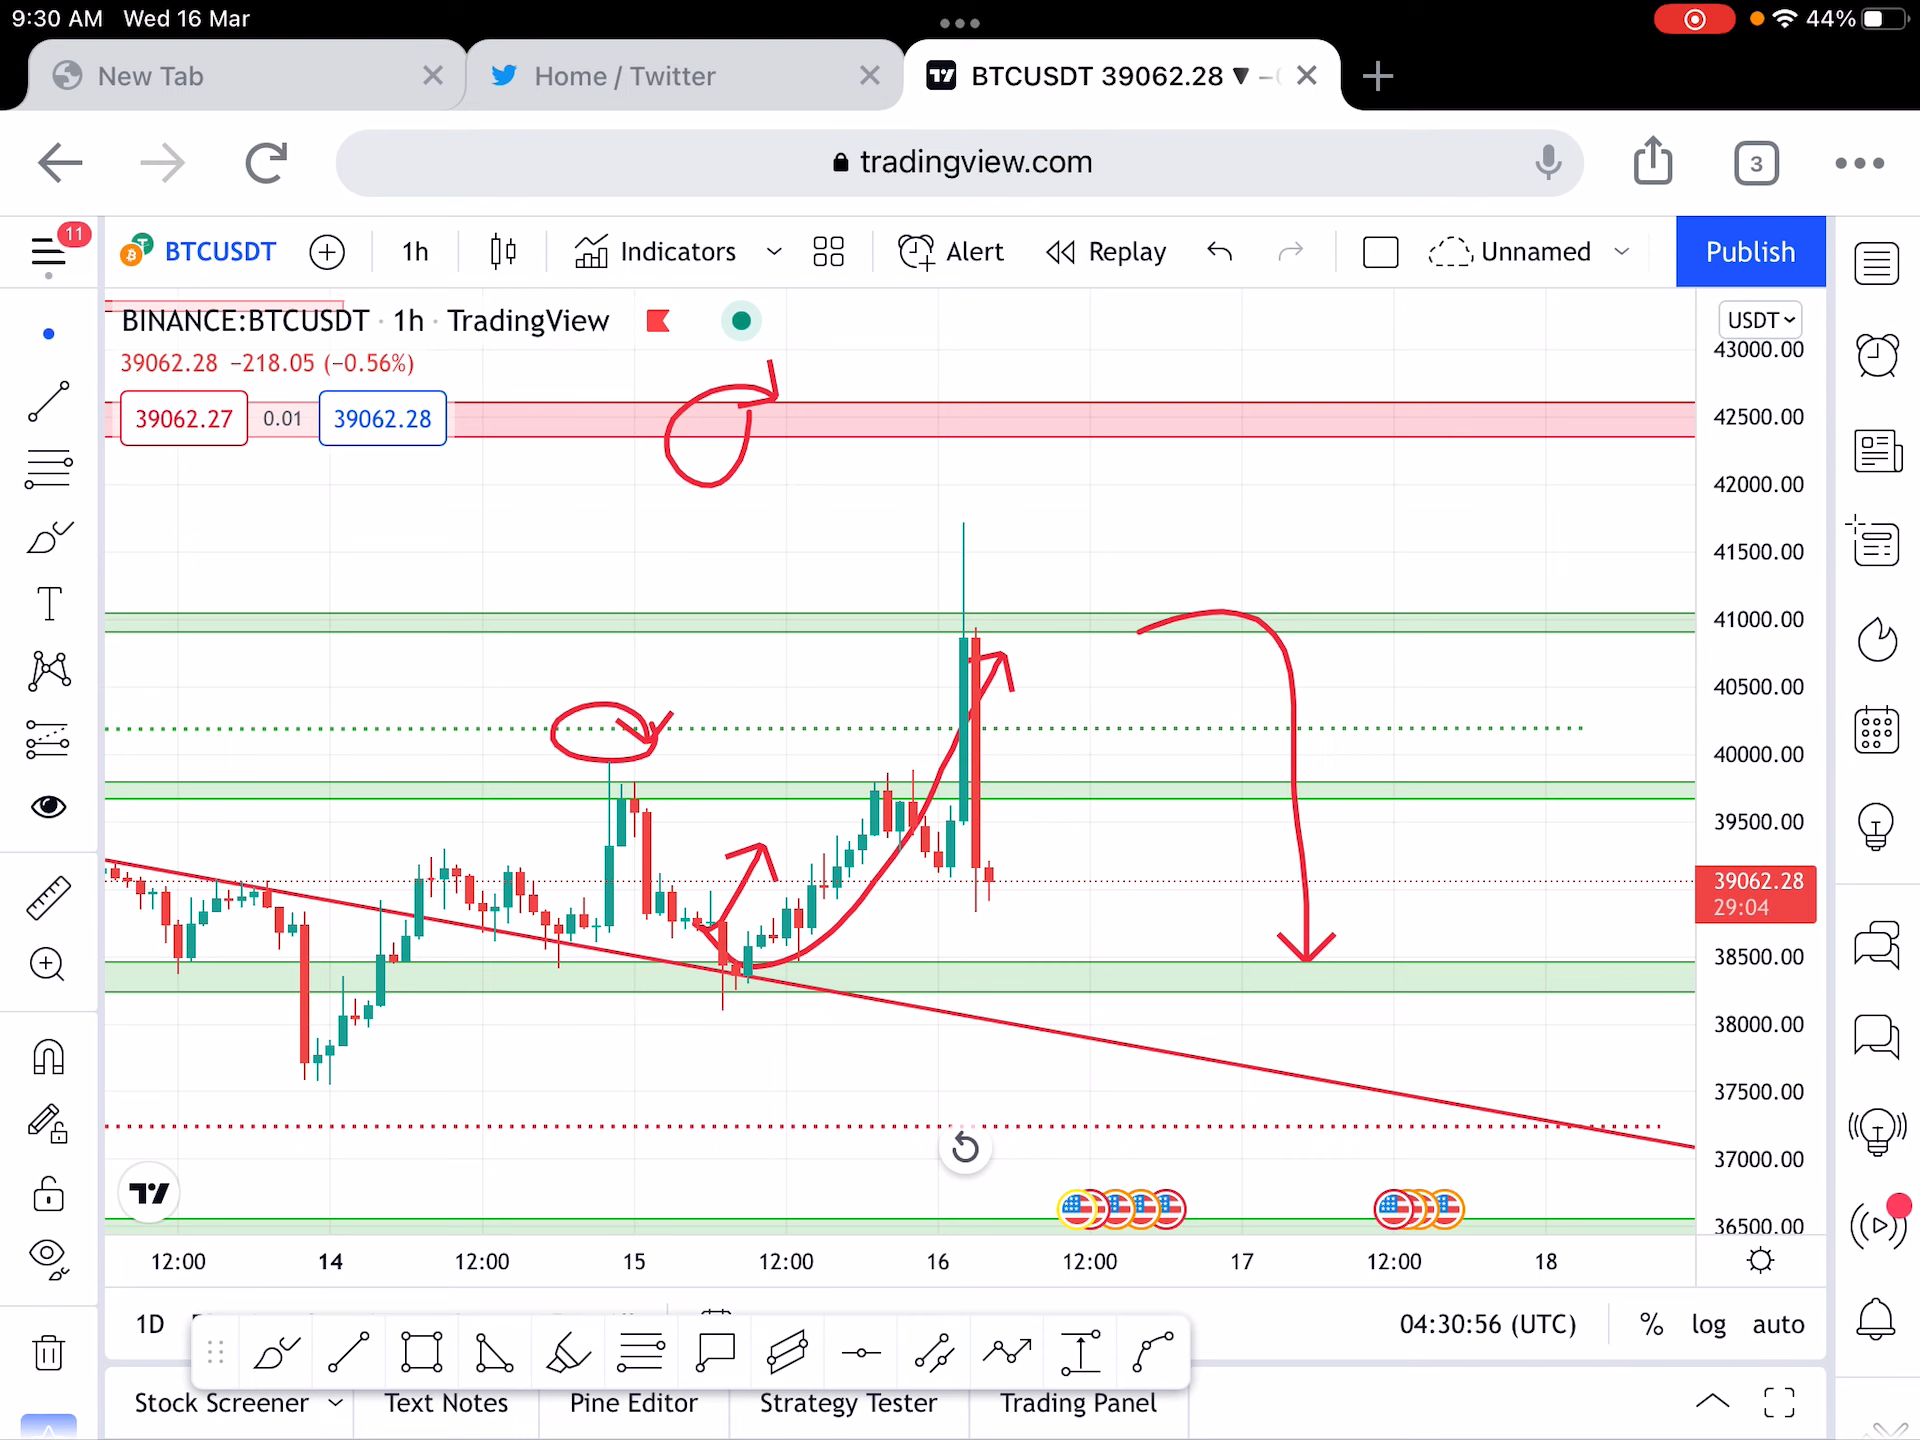 9:30 AM Wed 16 Mar
44%
New Tab
Home / Twitter
BTCUSDT 39062.28 ▼ −
tradingview.com
3
11
BTCUSDT
1h
Indicators
Alert
Replay
Unnamed
Publish
BINANCE:BTCUSDT · 1h · TradingView
USDT
39062.28 −218.05 (−0.56%)
39062.27
0.01
39062.28
43000.00
42500.00
42000.00
41500.00
41000.00
40500.00
40000.00
39500.00
39062.28
29:04
38500.00
38000.00
37500.00
37000.00
36500.00
12:00
14
12:00
15
12:00
16
12:00
17
12:00
18
1D
04:30:56 (UTC)
%
log
auto
Stock Screener
Text Notes
Pine Editor
Strategy Tester
Trading Panel